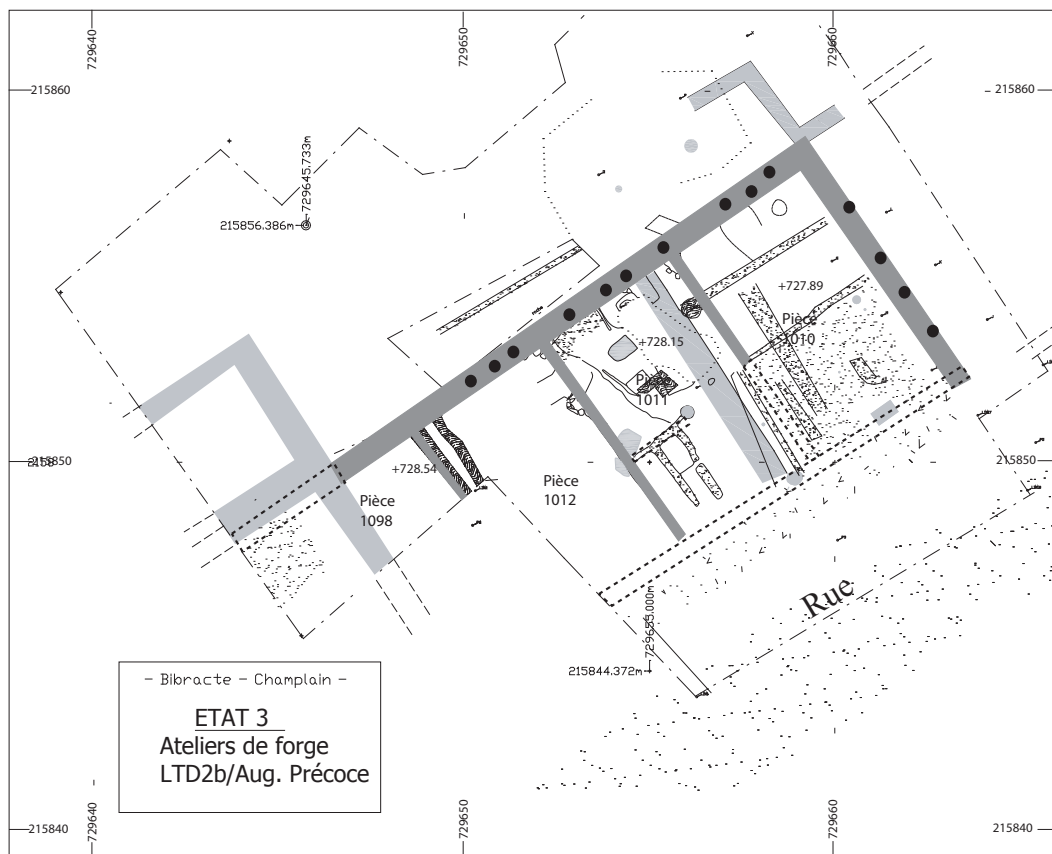 729640
729650
729660
215860
215860
729645.733m
215856.386m
+727.89
Pièce
1010
+728.15
Pièce
1011
215850
215850
+728.54
Pièce
1012
Pièce
1098
Rue
729655.000m
215844.372m
- Bibracte - Champlain -
ETAT 3
Ateliers de forge
LTD2b/Aug. Précoce
215840
215840
729640
729650
729660